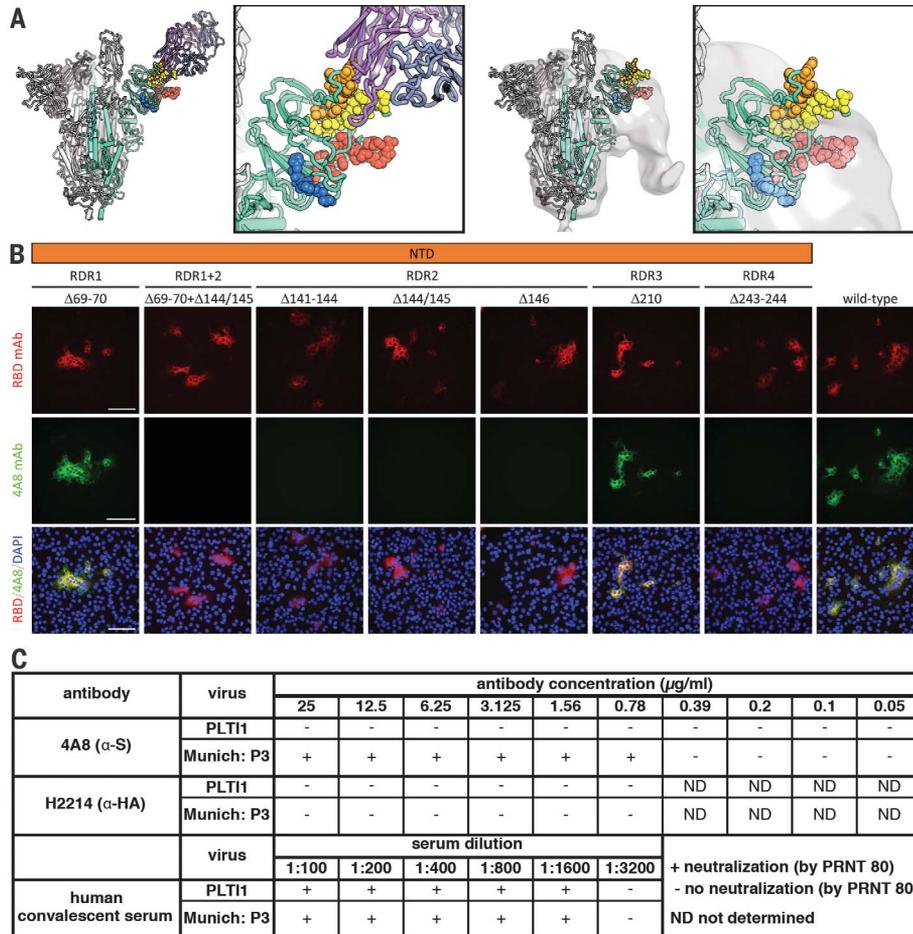 A
B
NTD
RDR1 RDR1+2 RDR2 RDR3 RDR4
Δ69-70 Δ69-70+Δ144/145 Δ141-144 Δ144/145 Δ146 Δ210 Δ243-244 wild-type
RBD mAb
4A8 mAb
RBD/4A8/DAPI
C
antibody virus antibody concentration (µg/ml)
25 12.5 6.25 3.125 1.56 0.78 0.39 0.2 0.1 0.05
4A8 (α-S)
PLTI1 - - - - - - - - - -
Munich: P3 + + + + + + - - - -
H2214 (α-HA)
PLTI1 - - - - - - ND ND ND ND
Munich: P3 - - - - - - ND ND ND ND
virus serum dilution
1:100 1:200 1:400 1:800 1:1600 1:3200
human
convalescent serum
PLTI1 + + + + + -
Munich: P3 + + + + + -
+ neutralization (by PRNT 80)
- no neutralization (by PRNT 80
ND not determined